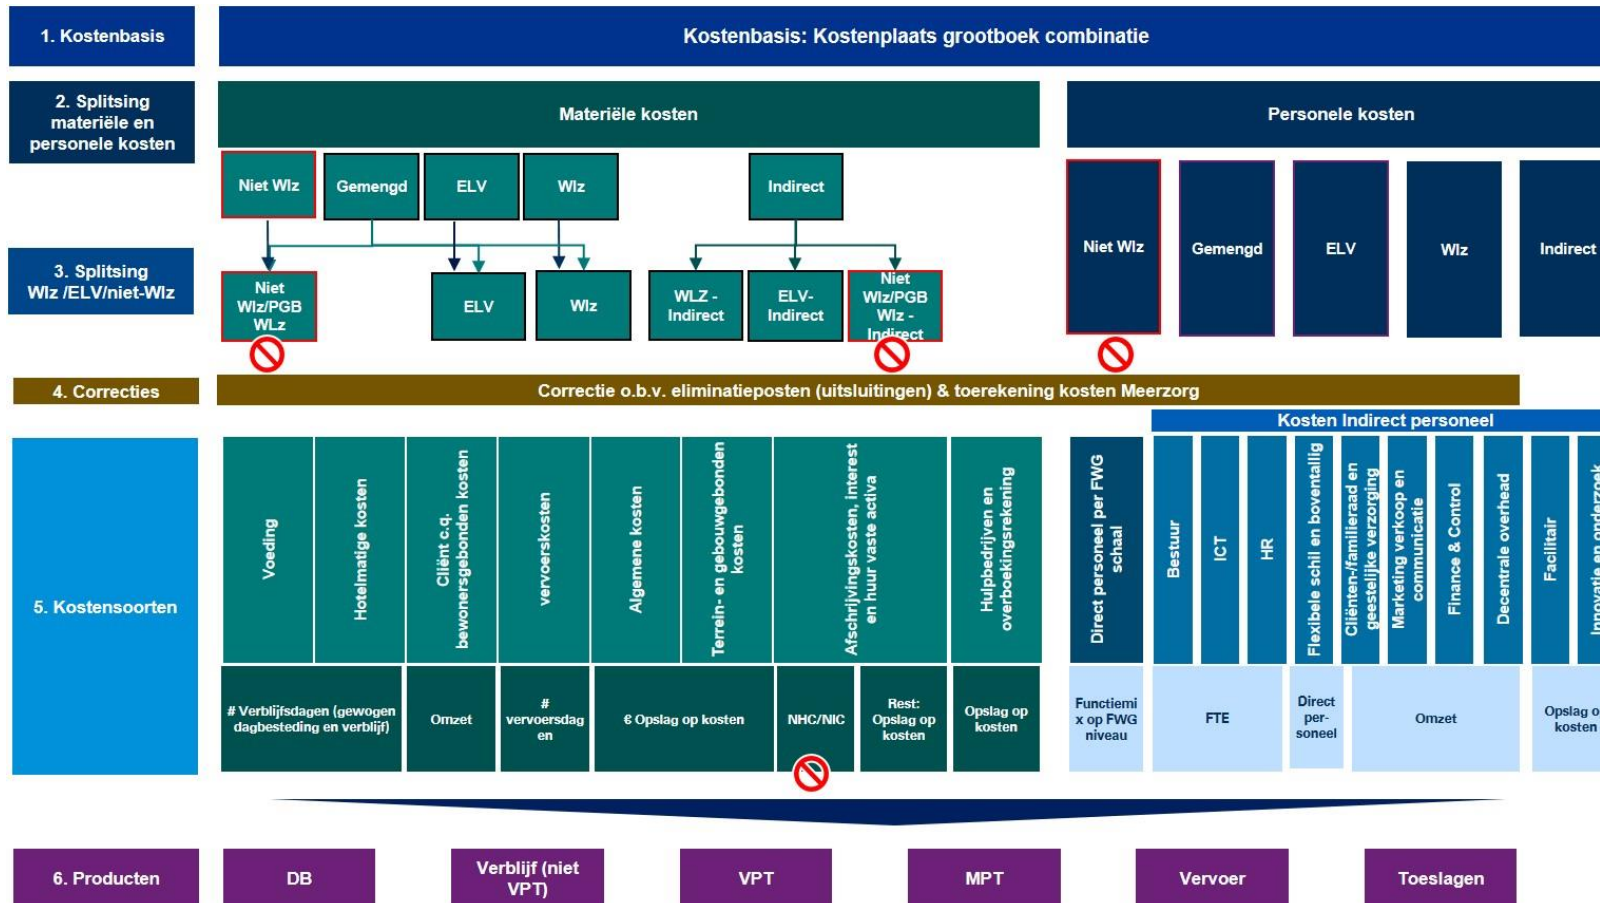 1. Kostenbasis
Kostenbasis: Kostenplaats grootboek combinatie
2. Splitsing
materiële en
personele kosten
Materiële kosten
Personele kosten
Niet Wlz
Gemengd
ELV
Wlz
Indirect
Niet Wlz
Gemengd
ELV
Wlz
Indirect
3. Splitsing
Wlz /ELV/niet-Wlz
Niet
Wlz/PGB
WLz
ELV
Wlz
WLZ -
Indirect
ELV-
Indirect
Niet
Wlz/PGB
Wlz -
Indirect
4. Correcties
Correctie o.b.v. eliminatieposten (uitsluitingen) & toerekening kosten Meerzorg
Kosten Indirect personeel
5. Kostensoorten
Voeding
Hotelmatige kosten
Cliënt c.q.
bewonersgebonden kosten
vervoerskosten
Algemene kosten
Terrein- en gebouwgebonden
kosten
Afschrijvingskosten, interest
en huur vaste activa
Hulpbedrijven en
overboekingsrekening
Direct personeel per FWG
schaal
Bestuur
ICT
HR
Flexibele schil en boventallig
Cliënten-/familieraad en
geestelijke verzorging
Marketing verkoop en
communicatie
Finance & Control
Decentrale overhead
Facilitair
Innovatie en onderzoek
# Verblijfsdagen (gewogen
dagbesteding en verblijf)
Omzet
#
vervoersdag
en
€ Opslag op kosten
NHC/NIC
Rest:
Opslag op
kosten
Opslag op
kosten
Functiemi
x op FWG
niveau
FTE
Direct
per-
soneel
Omzet
Opslag o
kosten
6. Producten
DB
Verblijf (niet
VPT)
VPT
MPT
Vervoer
Toeslagen